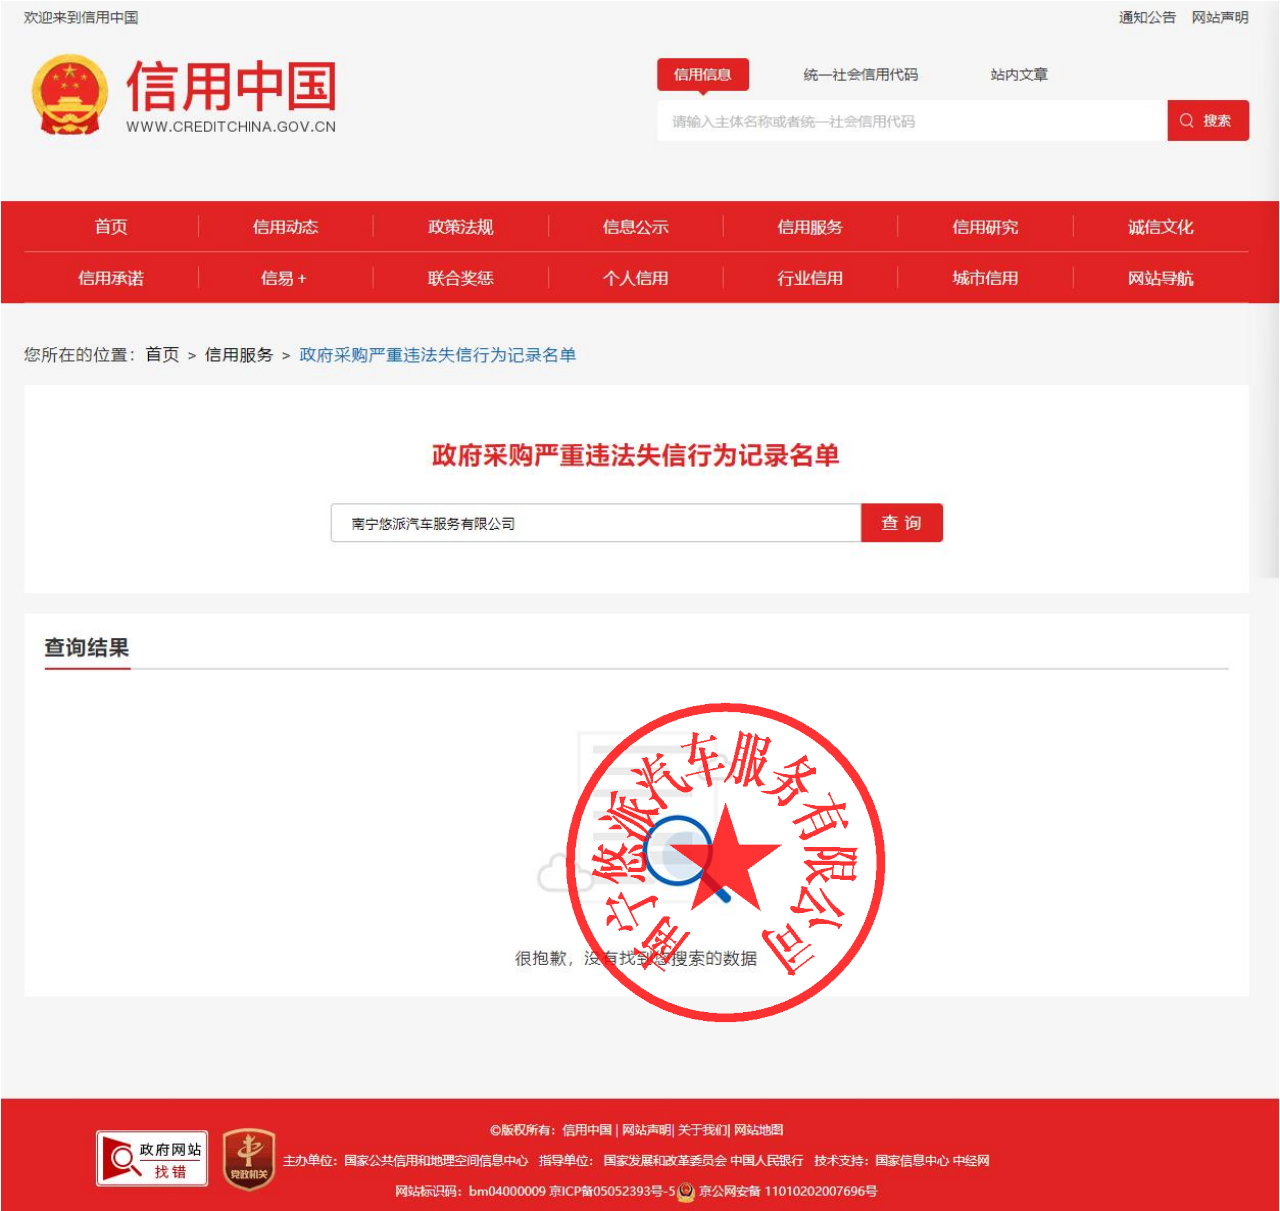 欢迎来到信用中国
通知公告 网站声明
信用中国
WWW.CREDITCHINA.GOV.CN
信用信息 统一社会信用代码 站内文章
请输入主体名称或者统一社会信用代码 搜索
首页 信用动态 政策法规 信息公示 信用服务 信用研究 诚信文化
信用承诺 信易+ 联合奖惩 个人信用 行业信用 城市信用 网站导航
您所在的位置：首页 > 信用服务 > 政府采购严重违法失信行为记录名单
政府采购严重违法失信行为记录名单
南宁悠派汽车服务有限公司 查 询
查询结果
南宁悠派汽车服务有限公司
很抱歉，没有找到您搜索的数据
©版权所有：信用中国 | 网站声明| 关于我们| 网站地图
政府网站
找错
党政机关
主办单位：国家公共信用和地理空间信息中心 指导单位：国家发展和改革委员会 中国人民银行 技术支持：国家信息中心 中经网
网站标识码：bm04000009 京ICP备05052393号-5 京公网安备 11010202007696号